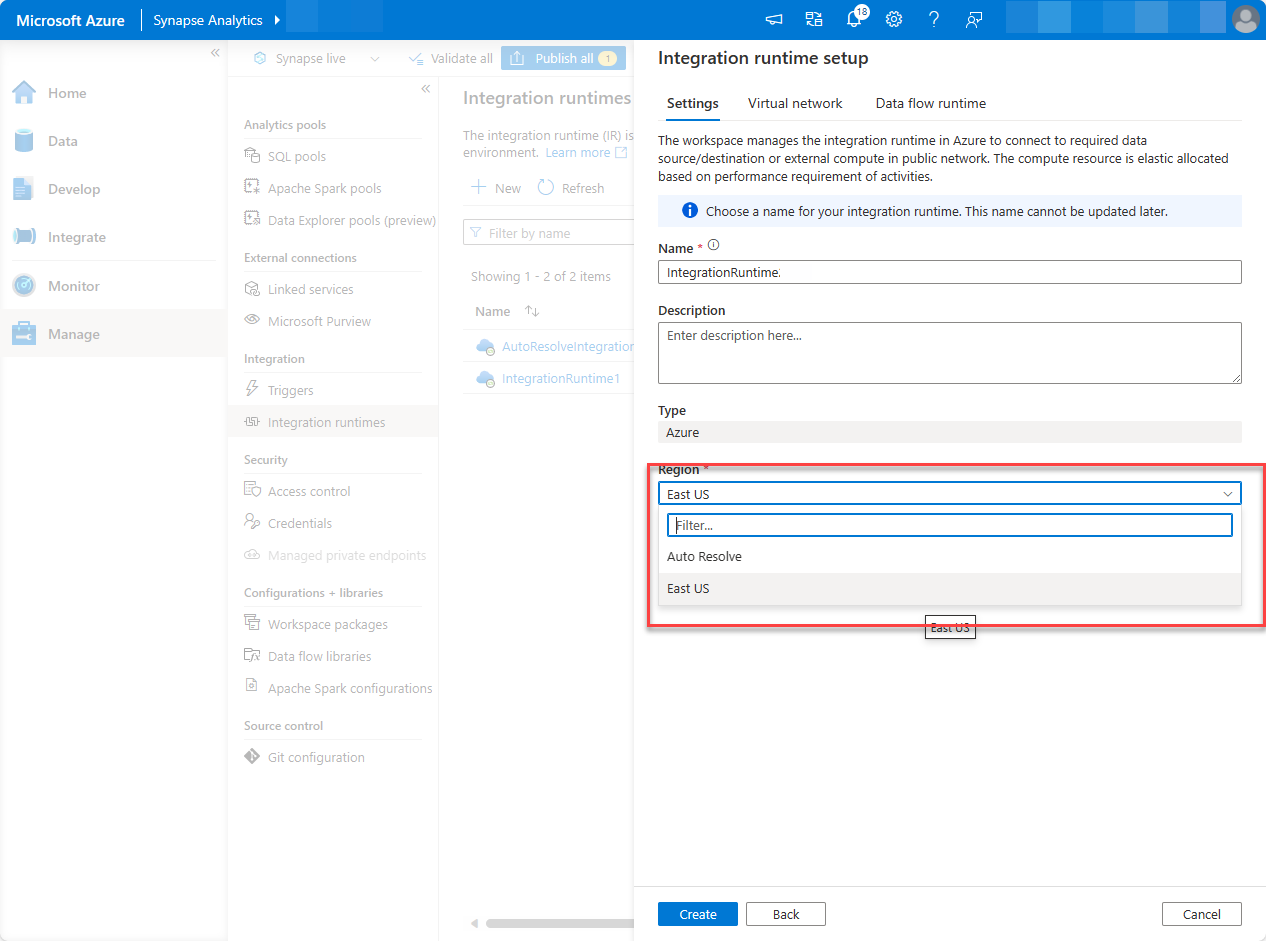 Microsoft Azure
Synapse Analytics
18
Home
Data
Develop
Integrate
Monitor
Manage
Synapse live
Validate all
Publish all
1
Analytics pools
SQL pools
Apache Spark pools
Data Explorer pools (preview)
External connections
Linked services
Microsoft Purview
Integration
Triggers
Integration runtimes
Security
Access control
Credentials
Managed private endpoints
Configurations + libraries
Workspace packages
Data flow libraries
Apache Spark configurations
Source control
Git configuration
Integration runtimes
The integration runtime (IR) is
environment. Learn more
New
Refresh
Filter by name
Showing 1 - 2 of 2 items
Name
AutoResolveIntegration
IntegrationRuntime1
Integration runtime setup
Settings
Virtual network
Data flow runtime
The workspace manages the integration runtime in Azure to connect to required data
source/destination or external compute in public network. The compute resource is elastic allocated
based on performance requirement of activities.
Choose a name for your integration runtime. This name cannot be updated later.
Name *
IntegrationRuntime.
Description
Enter description here...
Type
Azure
Region *
East US
Filter...
Auto Resolve
East US
East US
Create
Back
Cancel